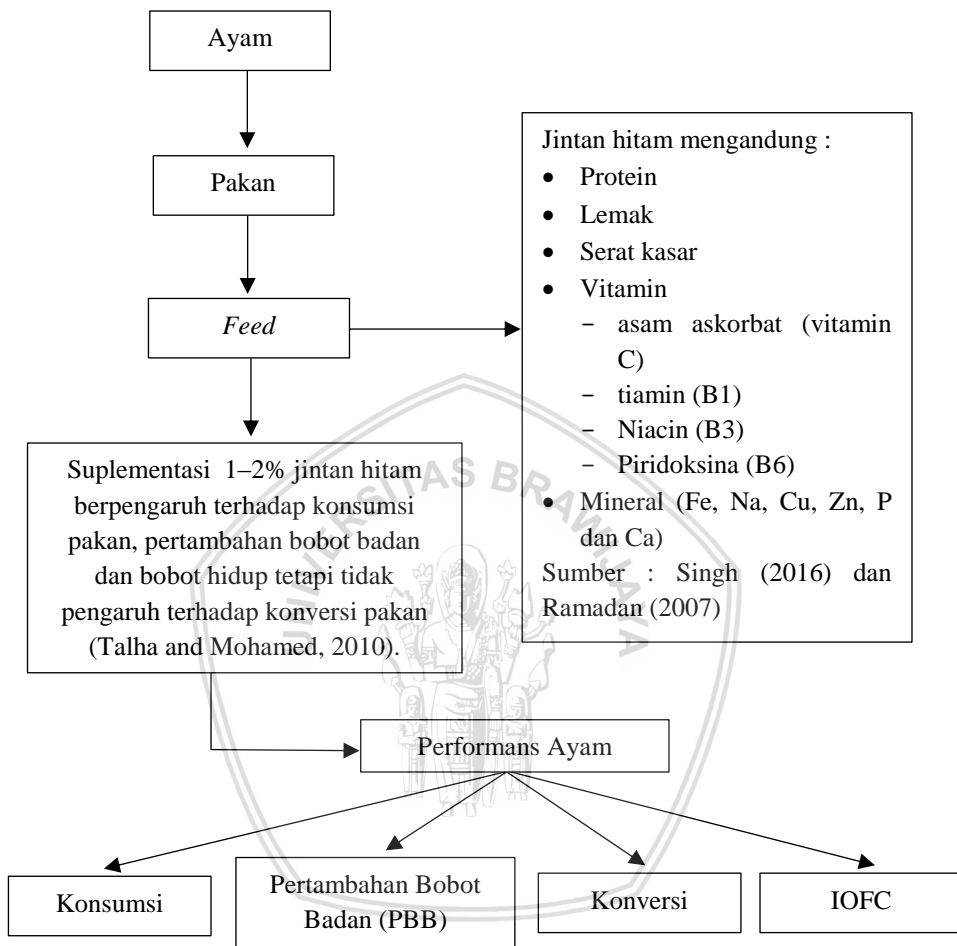 Ayam
Pakan
Feed
Jintan hitam mengandung :
• Protein
• Lemak
• Serat kasar
• Vitamin
− asam askorbat (vitamin
C)
− tiamin (B1)
− Niacin (B3)
− Piridoksina (B6)
• Mineral (Fe, Na, Cu, Zn, P
dan Ca)
Sumber : Singh (2016) dan
Ramadan (2007)
Suplementasi 1–2% jintan hitam
berpengaruh terhadap konsumsi
pakan, pertambahan bobot badan
dan bobot hidup tetapi tidak
pengaruh terhadap konversi pakan
(Talha and Mohamed, 2010).
UNIVERSITAS BRAWIJAYA
Performans Ayam
Konsumsi
Pertambahan Bobot
Badan (PBB)
Konversi
IOFC